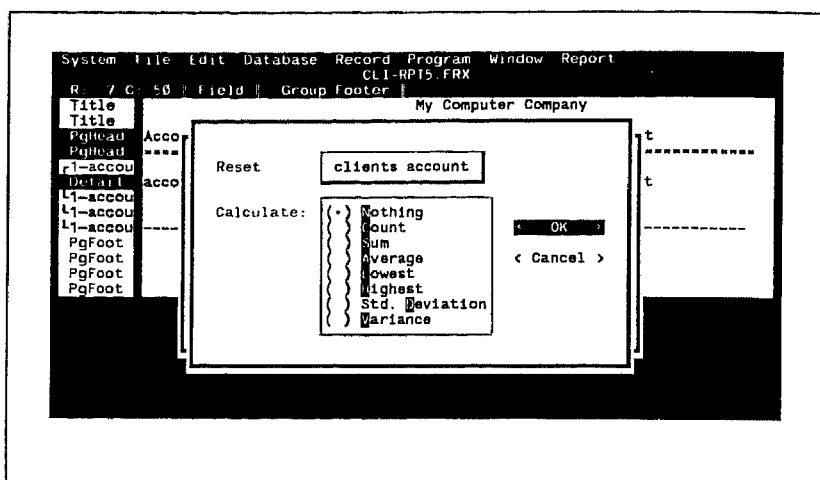 System File Edit Database Record Program Window Report
CLI-RPT5.FRX
R: 7 C: 50 Field Group Footer
Title My Computer Company
Title
PgHead Acco t
PgHead ---- -----------
┌1-accou
Detail acco t
└1-accou
└1-accou
└1-accou ---- -----------
PgFoot
PgFoot
PgFoot
PgFoot
Reset clients account
Calculate: (•) Nothing
( ) Count
( ) Sum
( ) Average
( ) Lowest
( ) Highest
( ) Std. Deviation
( ) Variance
< OK >
< Cancel >